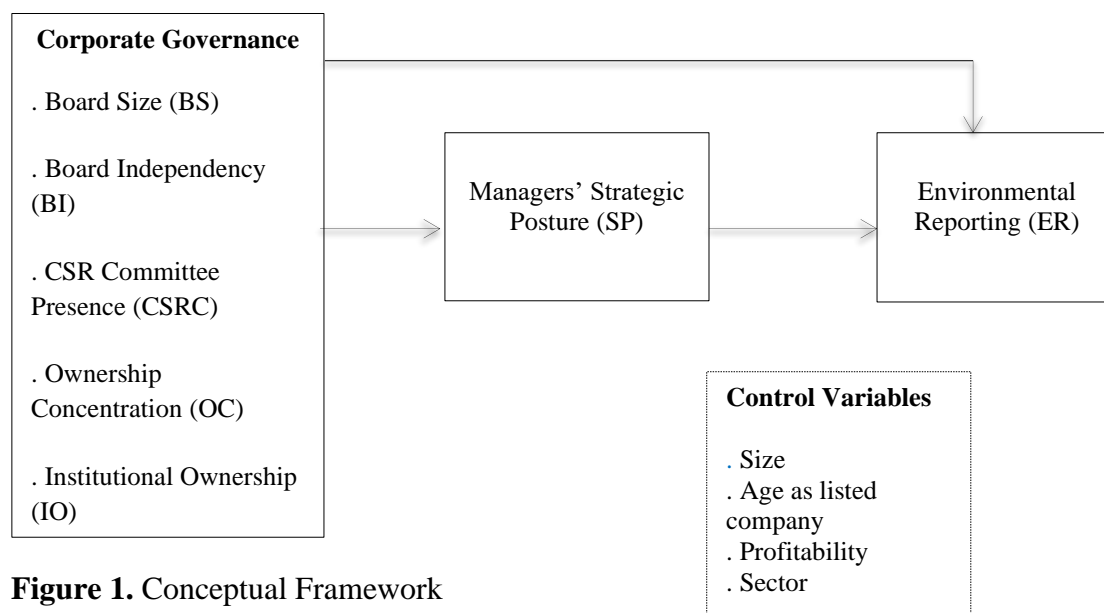 Corporate Governance
. Board Size (BS)
. Board Independency
(BI)
. CSR Committee
Presence (CSRC)
. Ownership
Concentration (OC)
. Institutional Ownership
(IO)
Managers’ Strategic
Posture (SP)
Environmental
Reporting (ER)
Control Variables
. Size
. Age as listed
company
. Profitability
. Sector
Figure 1. Conceptual Framework